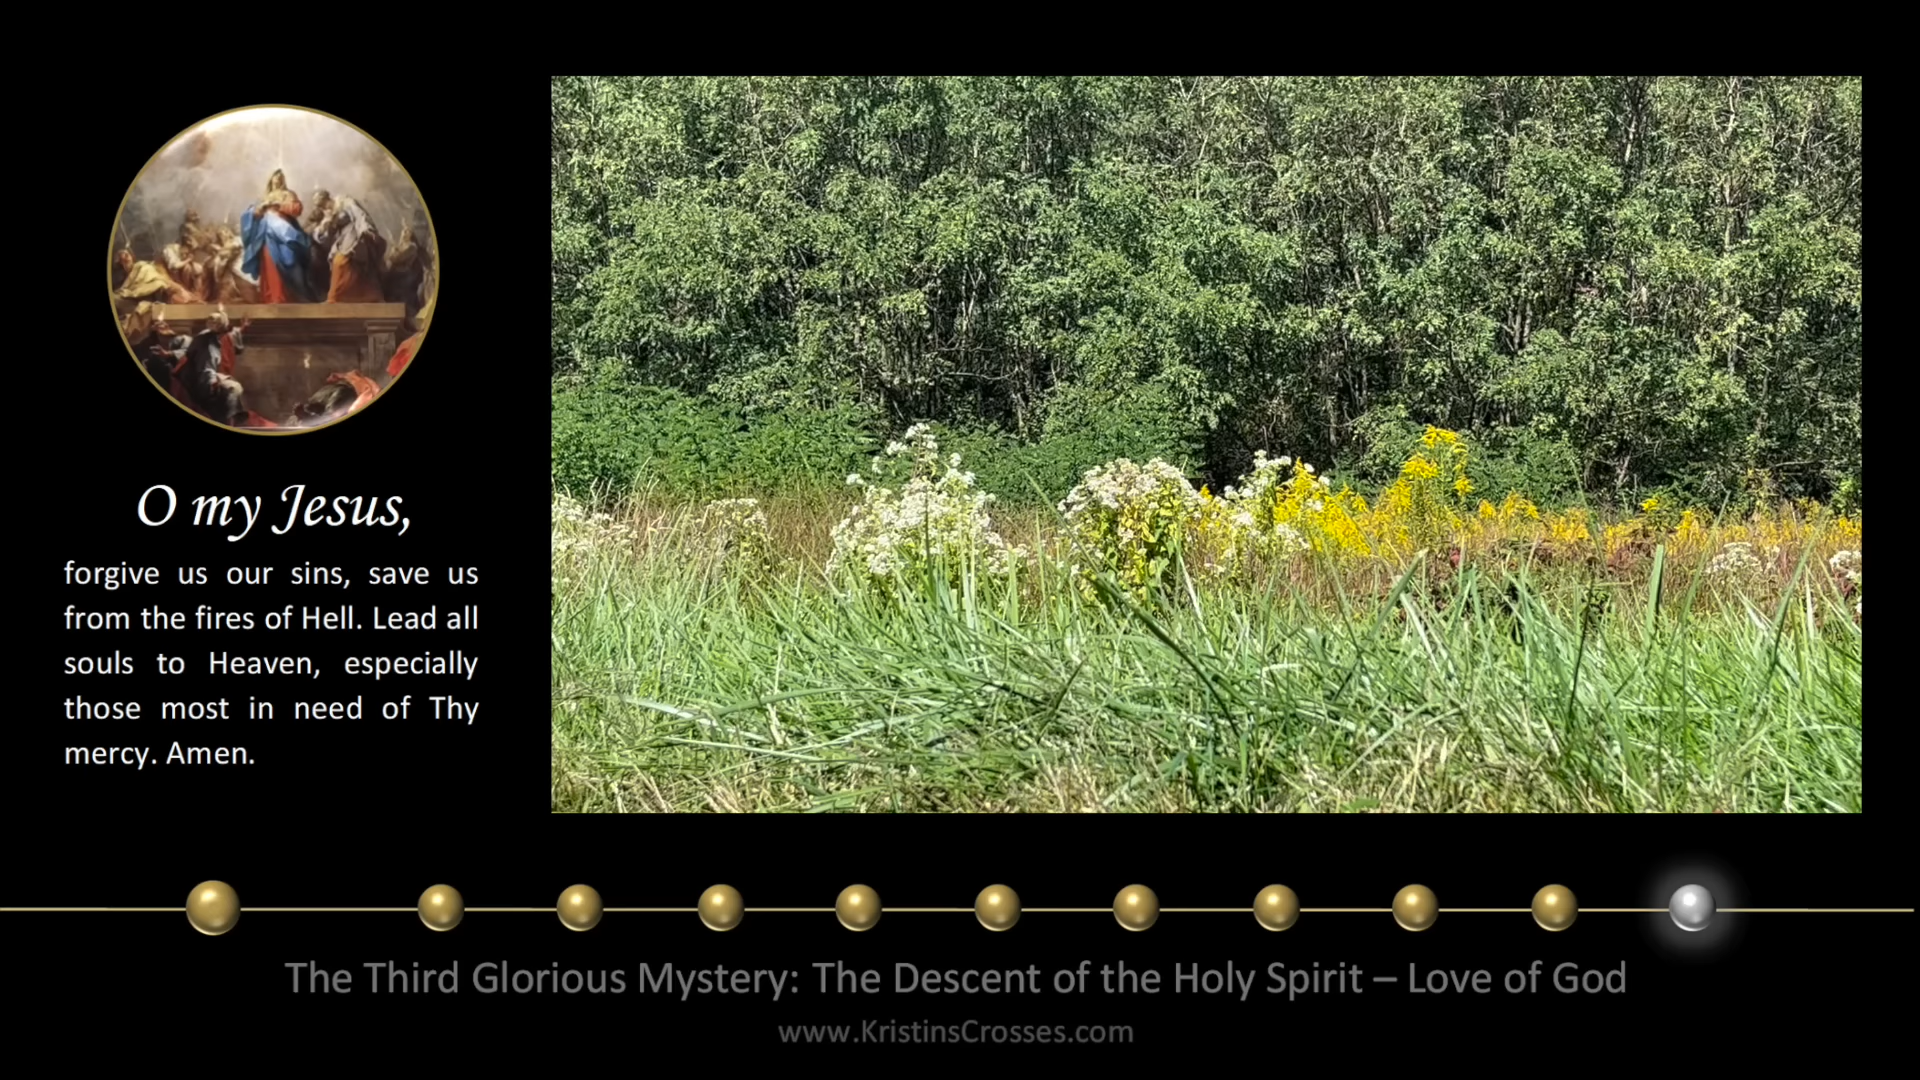 O my Jesus,
forgive us our sins, save us
from the fires of Hell. Lead all
souls to Heaven, especially
those most in need of Thy
mercy. Amen.
The Third Glorious Mystery: The Descent of the Holy Spirit – Love of God
www.KristinsCrosses.com